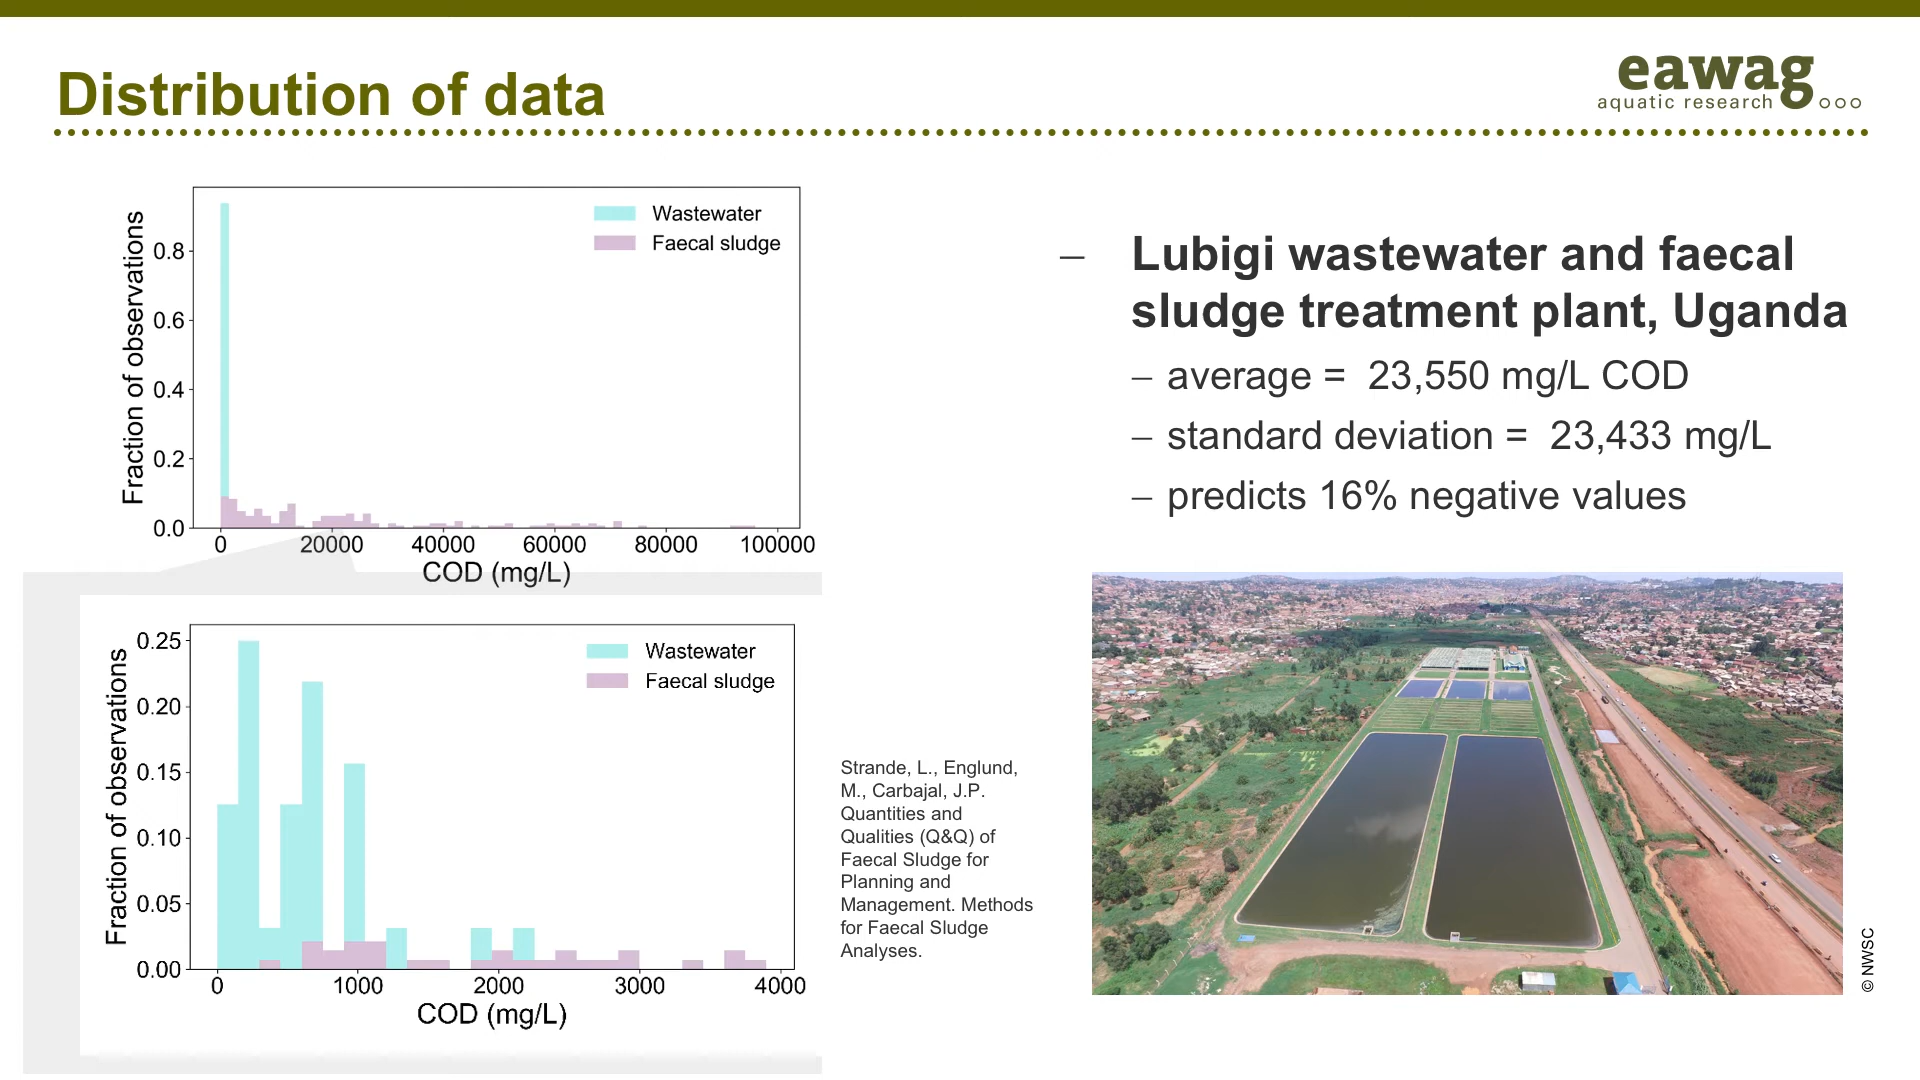 Distribution of data
eawag
aquatic research
Wastewater
Faecal sludge
Fraction of observations
0.8
0.6
0.4
0.2
0.0
0 20000 40000 60000 80000 100000
COD (mg/L)
Wastewater
Faecal sludge
Fraction of observations
0.25
0.20
0.15
0.10
0.05
0.00
0 1000 2000 3000 4000
COD (mg/L)
Strande, L., Englund,
M., Carbajal, J.P.
Quantities and
Qualities (Q&Q) of
Faecal Sludge for
Planning and
Management. Methods
for Faecal Sludge
Analyses.
– Lubigi wastewater and faecal
sludge treatment plant, Uganda
– average = 23,550 mg/L COD
– standard deviation = 23,433 mg/L
– predicts 16% negative values
© NWSC